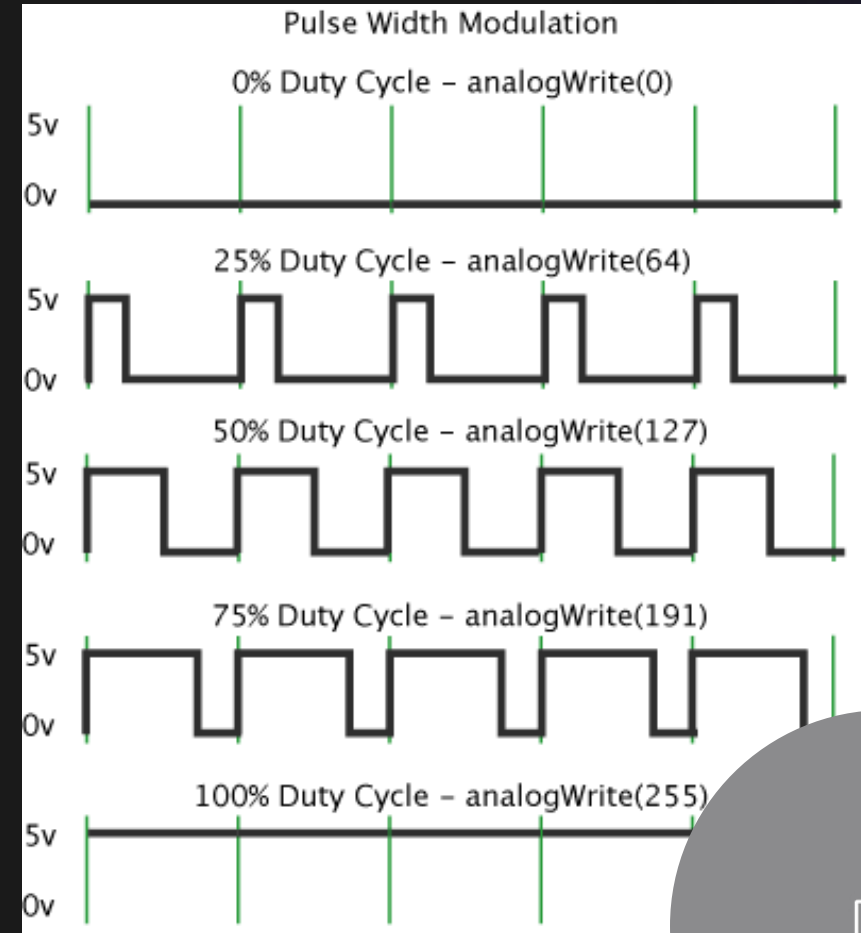 Pulse Width Modulation
0% Duty Cycle – analogWrite(0)
5v
0v
25% Duty Cycle – analogWrite(64)
5v
0v
50% Duty Cycle – analogWrite(127)
5v
0v
75% Duty Cycle – analogWrite(191)
5v
0v
100% Duty Cycle – analogWrite(255)
5v
0v